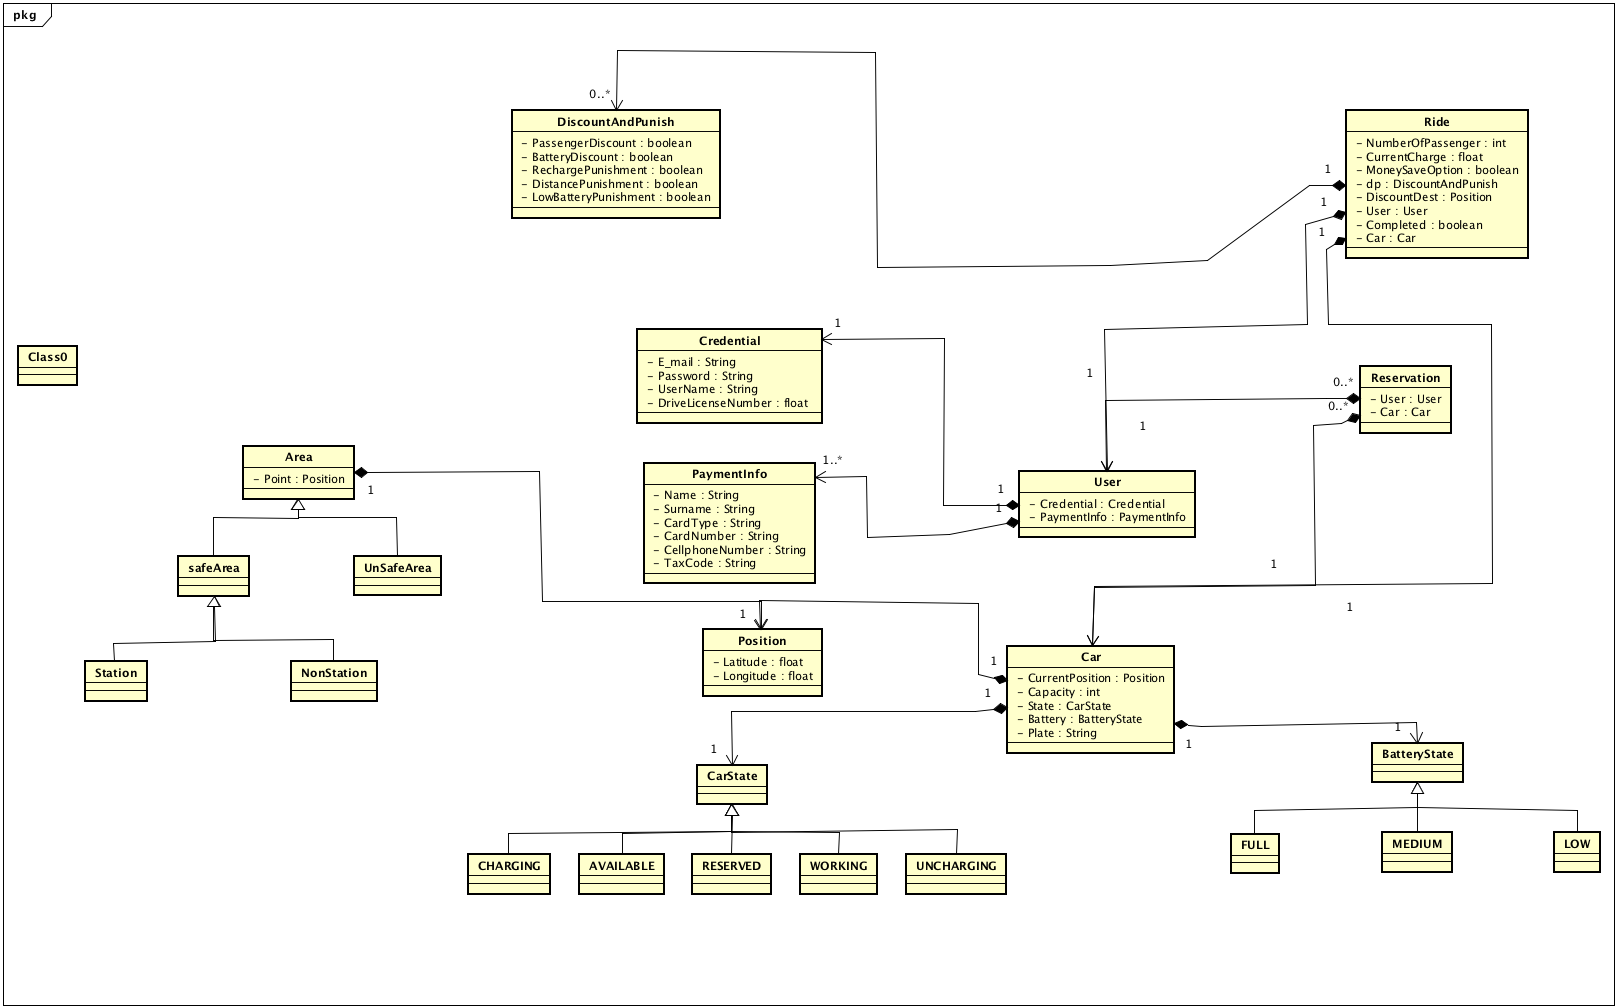 pkg
0..*
DiscountAndPunish
- PassengerDiscount : boolean
- BatteryDiscount : boolean
- RechargePunishment : boolean
- DistancePunishment : boolean
- LowBatteryPunishment : boolean
Ride
- NumberOfPassenger : int
- CurrentCharge : float
- MoneySaveOption : boolean
- dp : DiscountAndPunish
- DiscountDest : Position
- User : User
- Completed : boolean
- Car : Car
1
1
1
Class0
Credential
- E_mail : String
- Password : String
- UserName : String
- DriveLicenseNumber : float
1
1
1
Reservation
- User : User
- Car : Car
0..*
0..*
Area
- Point : Position
1
PaymentInfo
- Name : String
- Surname : String
- CardType : String
- CardNumber : String
- CellphoneNumber : String
- TaxCode : String
1..*
User
- Credential : Credential
- PaymentInfo : PaymentInfo
1
1
safeArea
UnSafeArea
1
1
1
Station
NonStation
Position
- Latitude : float
- Longitude : float
Car
- CurrentPosition : Position
- Capacity : int
- State : CarState
- Battery : BatteryState
- Plate : String
1
1
1
1
1
CarState
BatteryState
CHARGING
AVAILABLE
RESERVED
WORKING
UNCHARGING
FULL
MEDIUM
LOW